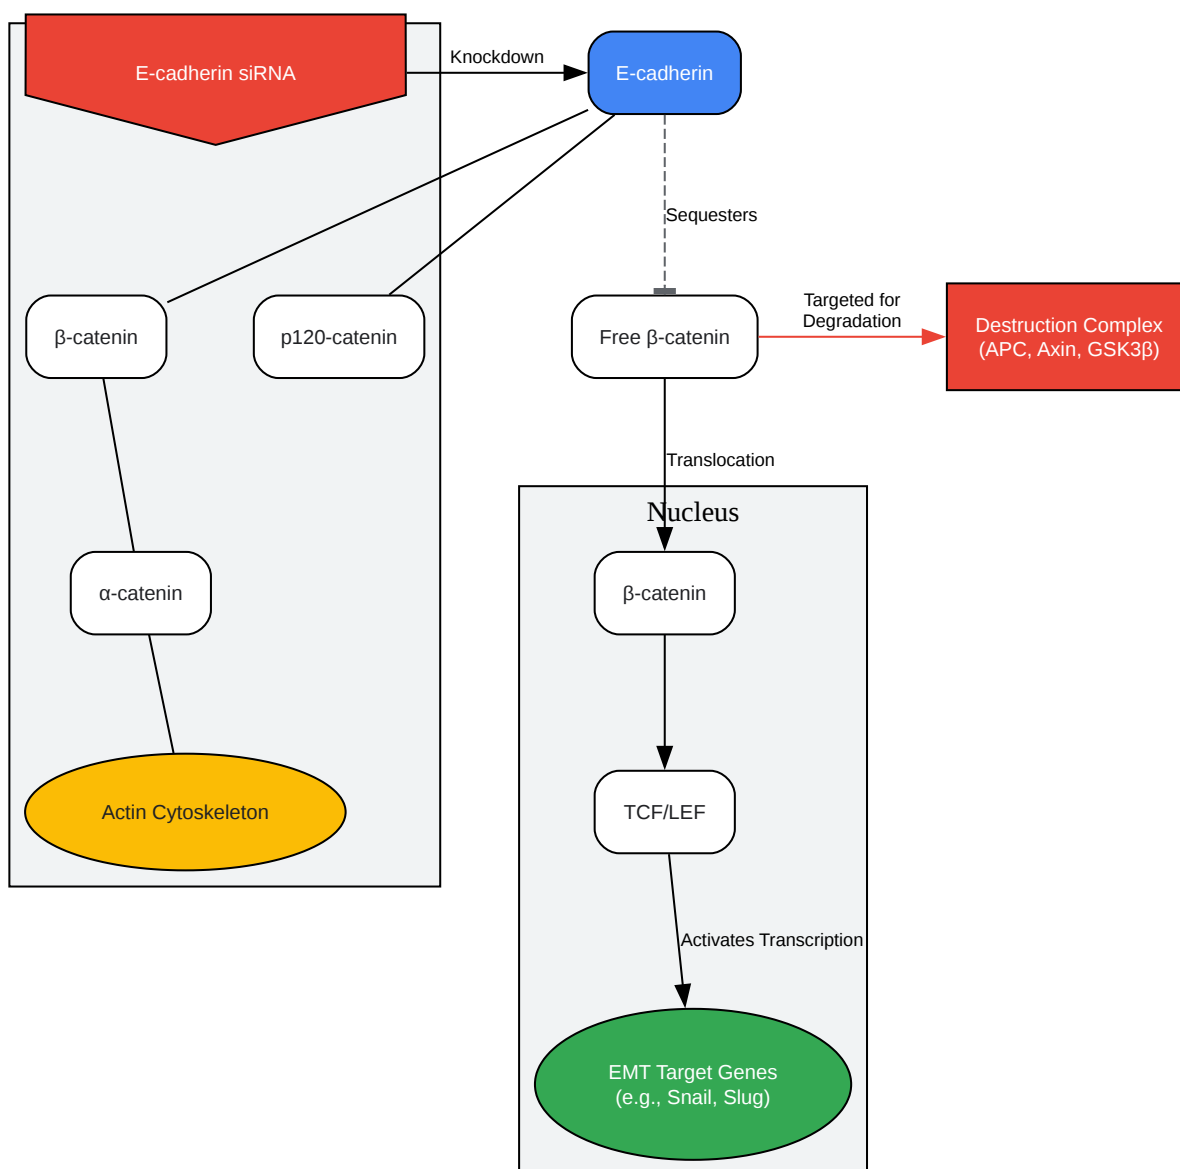 E-cadherin siRNA
Knockdown
E-cadherin
Sequesters
β-catenin
p120-catenin
Free β-catenin
Targeted for
Degradation
Destruction Complex
(APC, Axin, GSK3β)
Translocation
Nucleus
α-catenin
β-catenin
Actin Cytoskeleton
TCF/LEF
Activates Transcription
EMT Target Genes
(e.g., Snail, Slug)